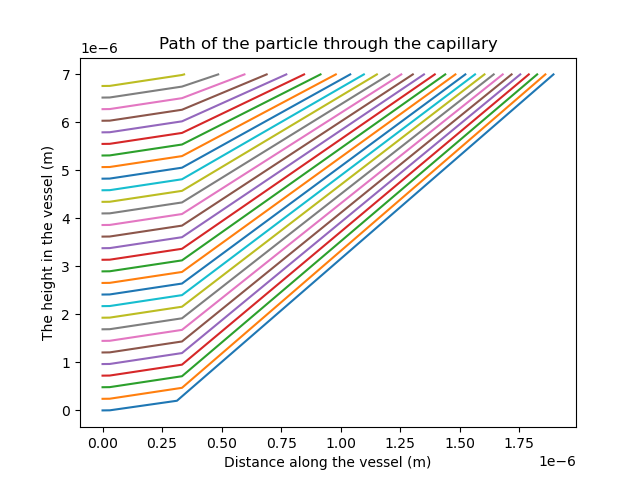 Path of the particle through the capillary
1e−6
7
6
5
4
3
2
1
0
The height in the vessel (m)
0.00 0.25 0.50 0.75 1.00 1.25 1.50 1.75
Distance along the vessel (m)
1e−6